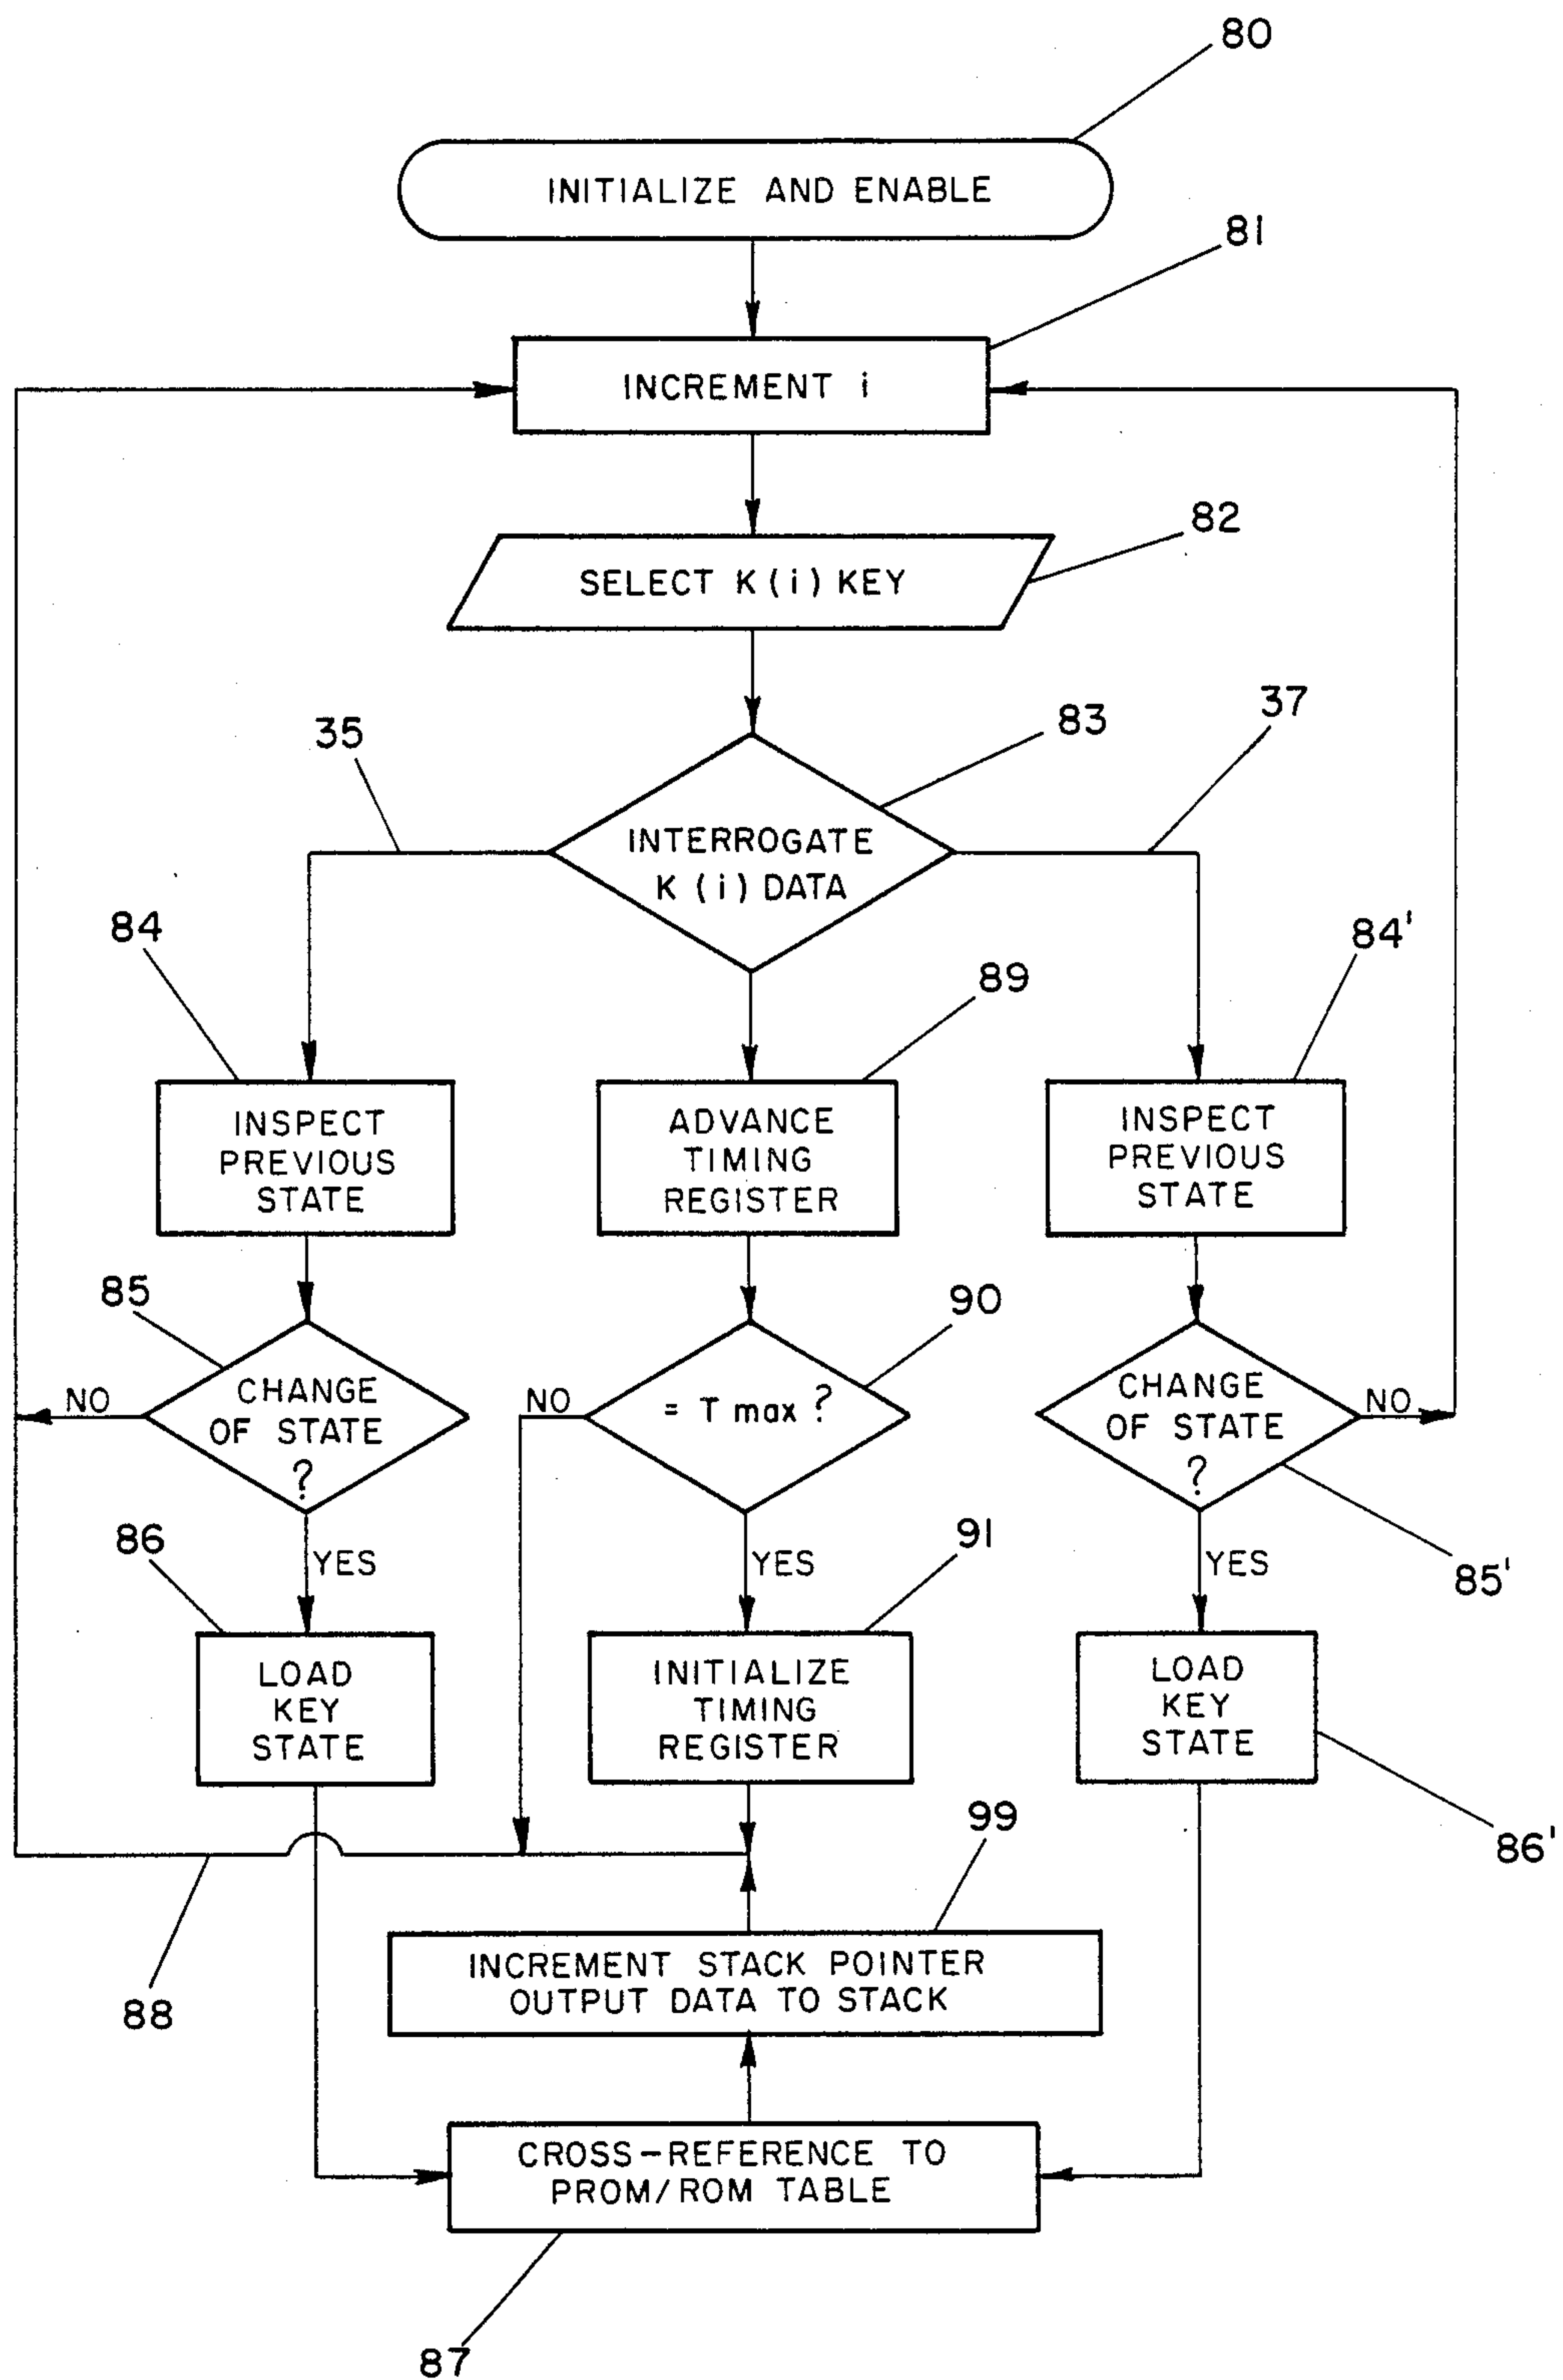 80
INITIALIZE AND ENABLE
81
INCREMENT i
82
SELECT K(i) KEY
35
83
37
INTERROGATE
K (i) DATA
84
89
84'
INSPECT
PREVIOUS
STATE
ADVANCE
TIMING
REGISTER
INSPECT
PREVIOUS
STATE
85
90
NO
CHANGE
OF STATE
?
NO
= T max ?
CHANGE
OF STATE
?
NO
85'
86
YES
91
YES
YES
LOAD
KEY
STATE
INITIALIZE
TIMING
REGISTER
LOAD
KEY
STATE
86'
99
88
INCREMENT STACK POINTER
OUTPUT DATA TO STACK
CROSS-REFERENCE TO
PROM/ROM TABLE
87